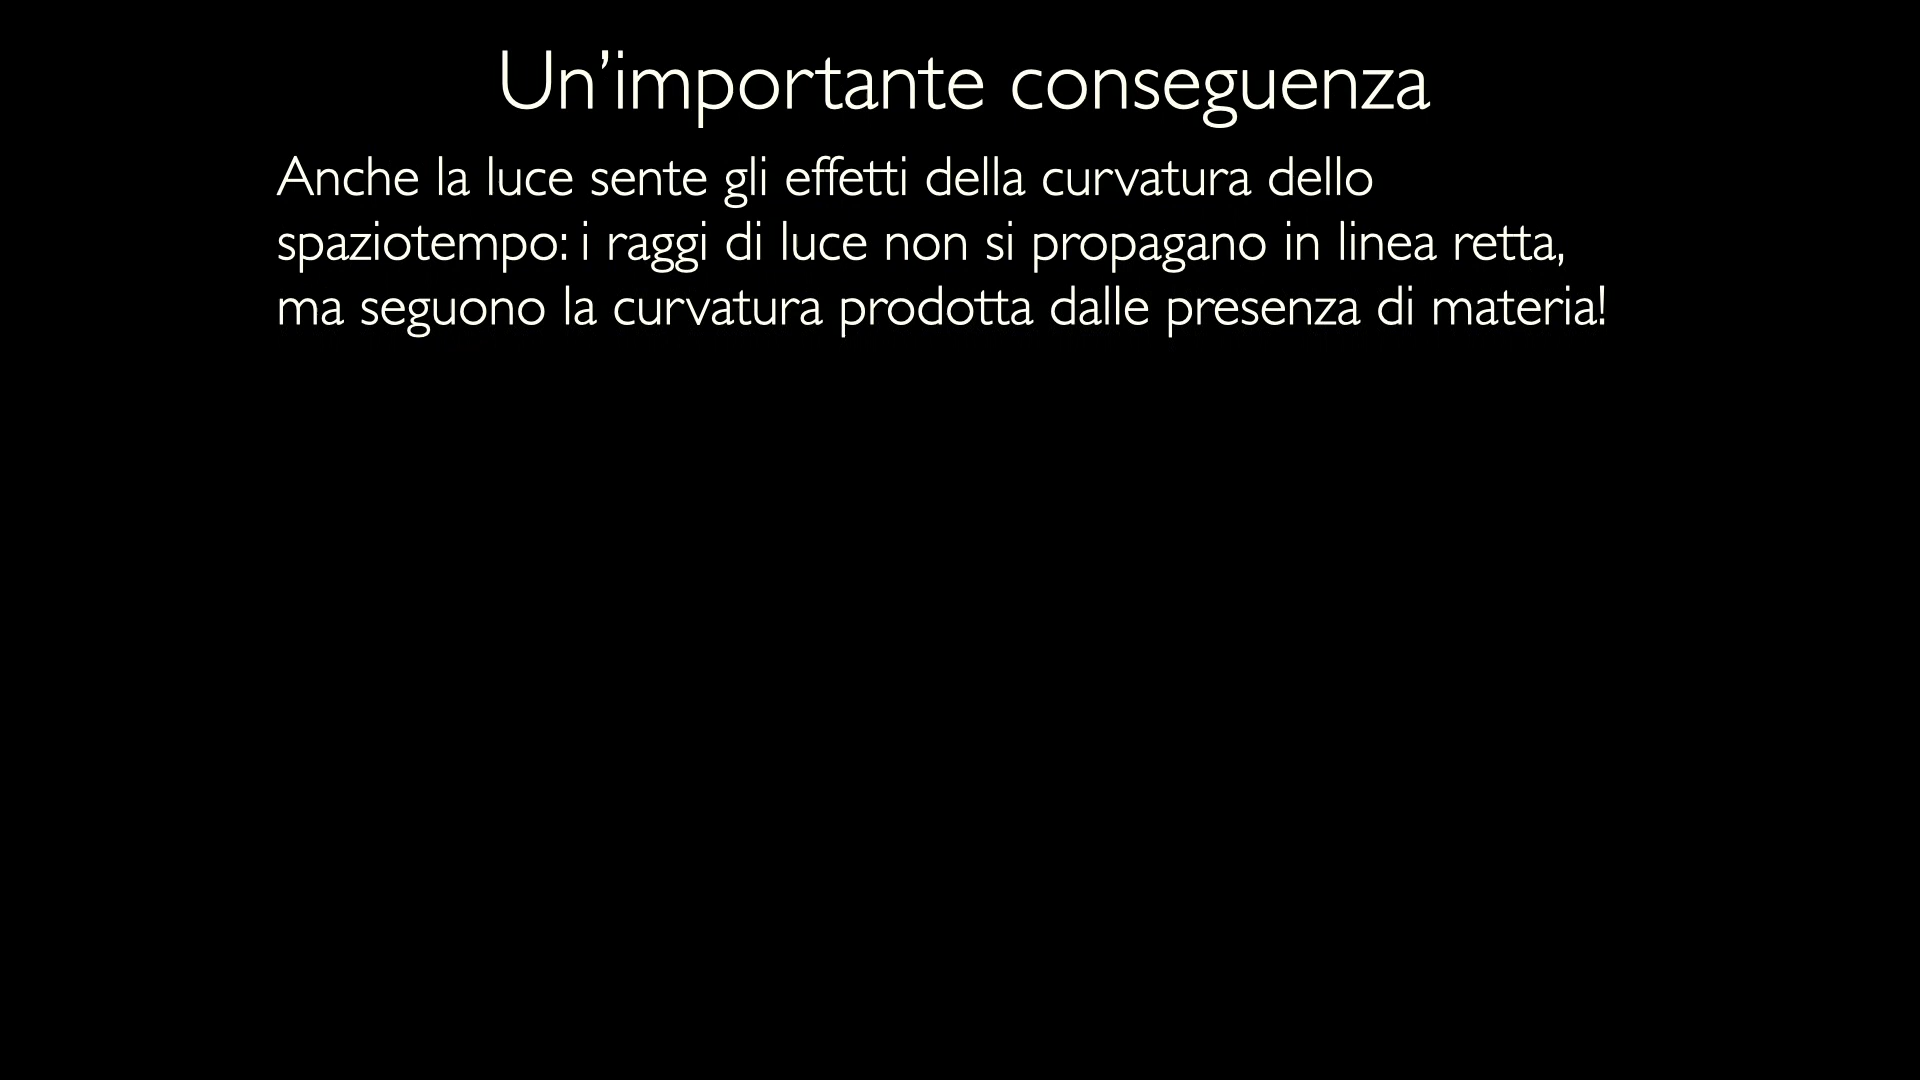 Un’importante conseguenza
Anche la luce sente gli effetti della curvatura dello
spaziotempo: i raggi di luce non si propagano in linea retta,
ma seguono la curvatura prodotta dalle presenza di materia!